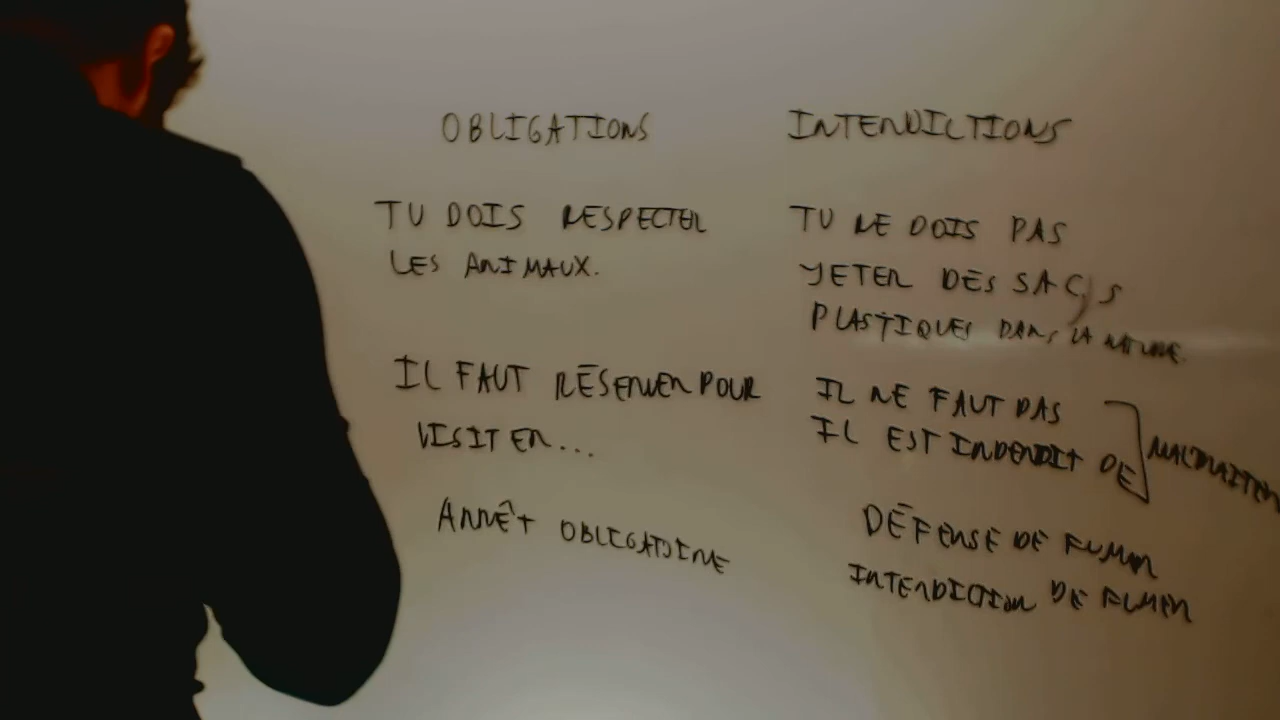 OBLIGATIONS
TU DOIS RESPECTER
LES ANIMAUX.
IL FAUT RÉSERVER POUR
VISITER...
ARRÊT OBLIGATOIRE
INTERDICTIONS
TU NE DOIS PAS
JETER DES SACS
PLASTIQUES DANS LA NATURE.
IL NE FAUT PAS
IL EST INTERDIT DE
MALTRAITER
DÉFENSE DE FUMER
INTERDICTION DE FUMER